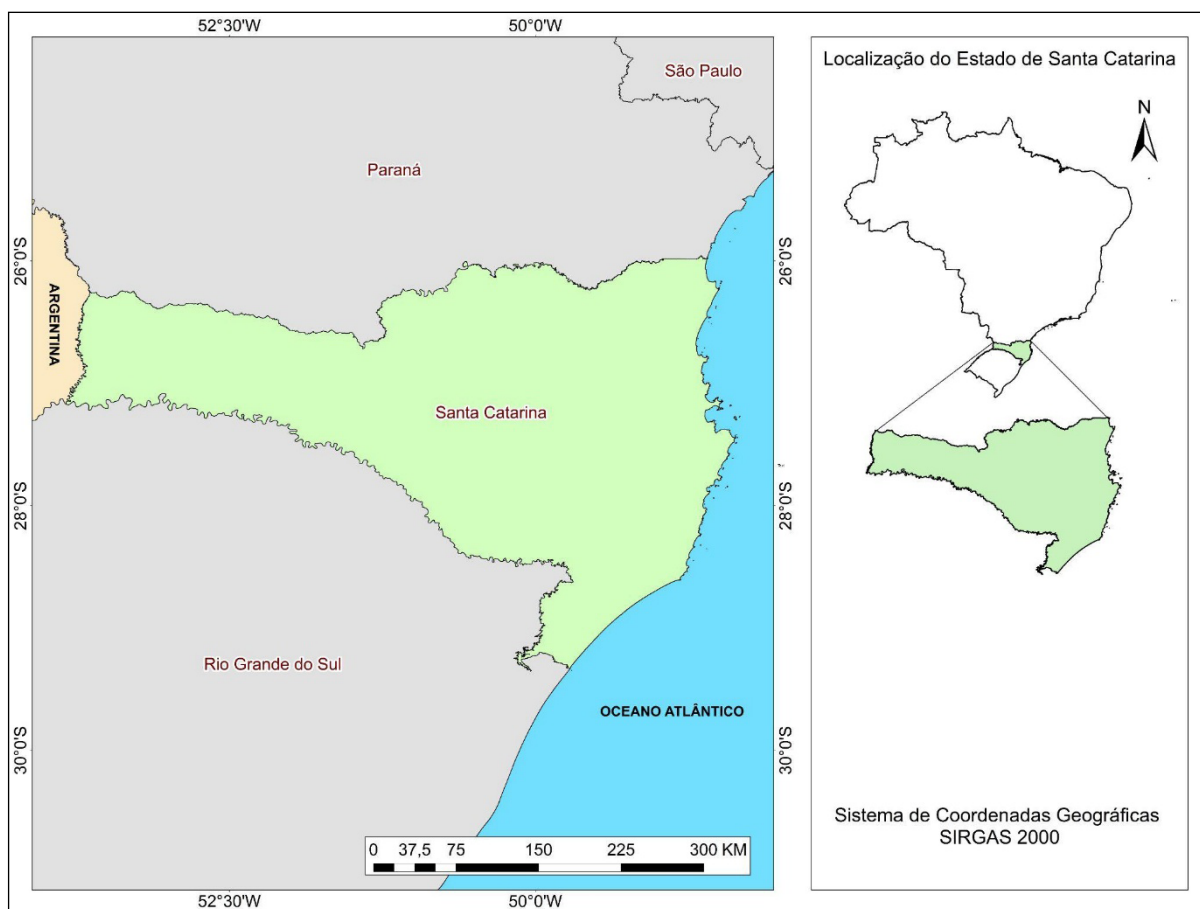 52°30'W 50°0'W
São Paulo
Paraná
26°0'S 26°0'S
ARGENTINA
Santa Catarina
28°0'S 28°0'S
Rio Grande do Sul
OCEANO ATLÂNTICO
30°0'S 30°0'S
0 37,5 75 150 225 300 KM
52°30'W 50°0'W
Localização do Estado de Santa Catarina
N
Sistema de Coordenadas Geográficas
SIRGAS 2000